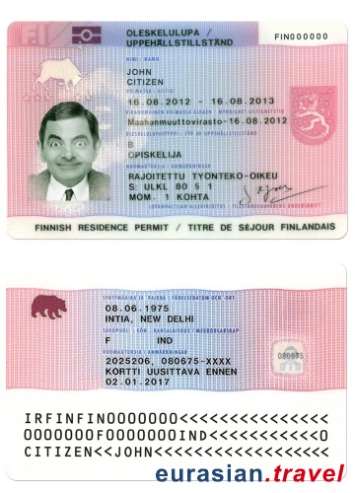 FI
OLESKELULUPA /
UPPEHÅLLSTILLSTÅND
FIN000000
NIMI / NAMN
JOHN
CITIZEN
16.08.2012 - 16.08.2013
Maahanmuuttovirasto-16.08.2012
B
OPISKELIJA
RAJOITETTU TYÖNTEKO-OIKEU
S: ULKL 80 § 1
MOM. 1 KOHTA
FINNISH RESIDENCE PERMIT / TITRE DE SEJOUR FINLANDAIS
08.06.1975
INTIA, NEW DELHI
F IND
080675
2025206, 080675-XXXX
KORTTI UUSITTAVA ENNEN
02.01.2017
IRFINFIN0000000<<<<<<<<<<<<<<<
0000000F0000000IND<<<<<<<<<<<0
CITIZEN<<JOHN<<<<<<<<<<<<<<<<<
eurasian.travel